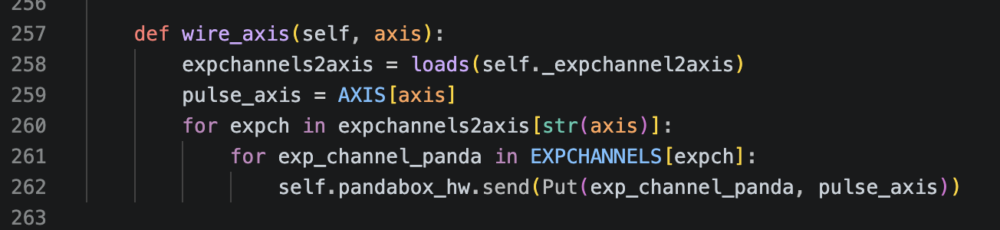 256
257 def wire_axis(self, axis):
258 expchannels2axis = loads(self._expchannel2axis)
259 pulse_axis = AXIS[axis]
260 for expch in expchannels2axis[str(axis)]:
261 for exp_channel_panda in EXPCHANNELS[expch]:
262 self.pandabox_hw.send(Put(exp_channel_panda, pulse_axis))
263